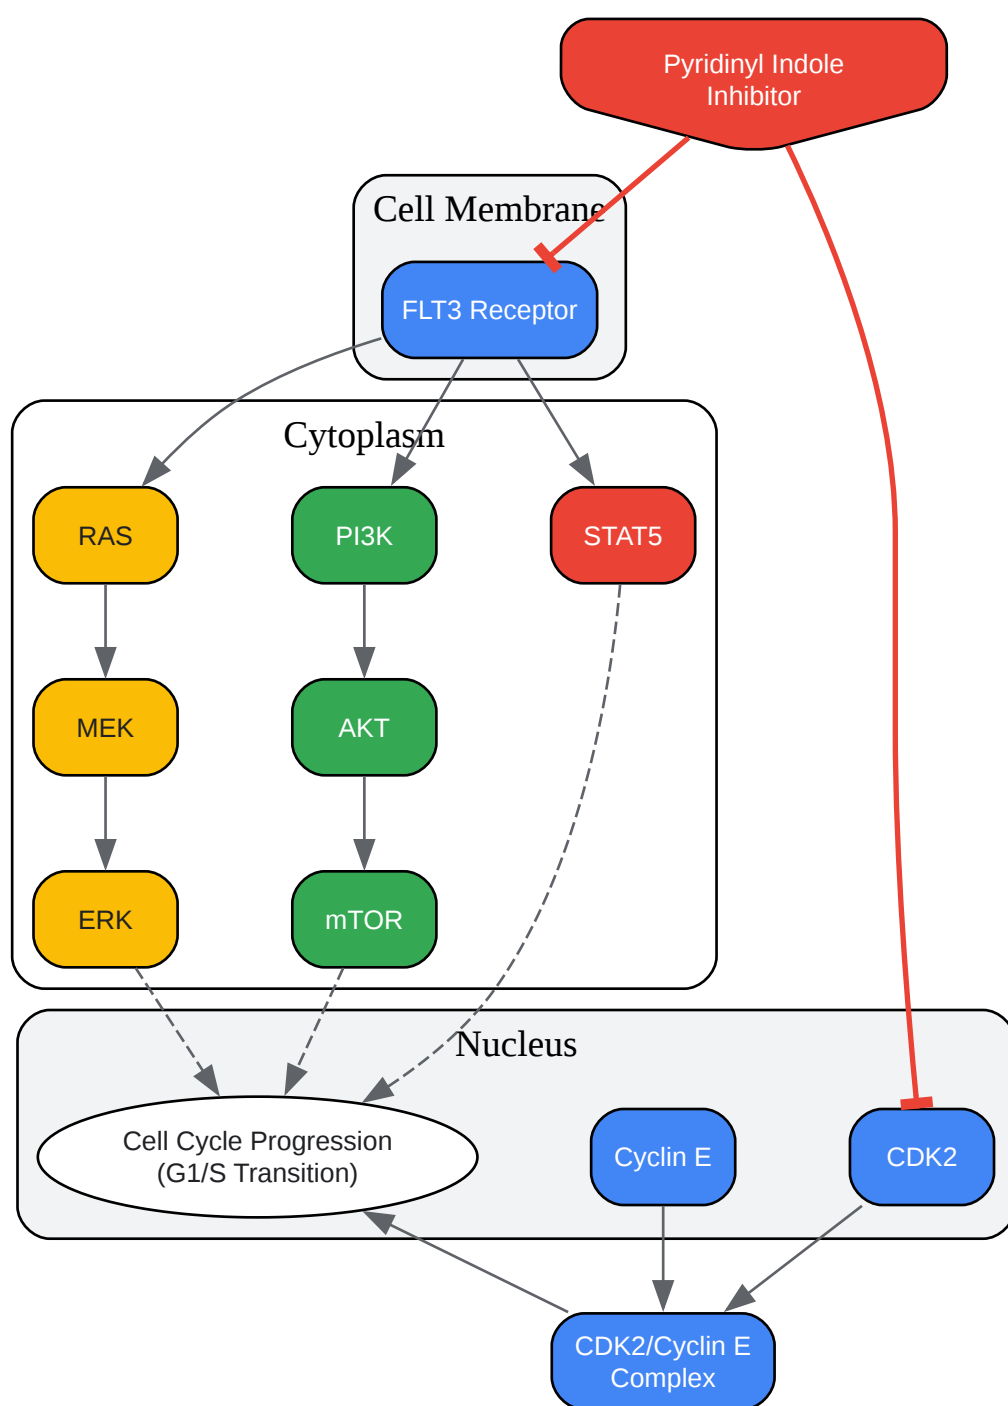 Pyridinyl Indole
Inhibitor
Cell Membrane
FLT3 Receptor
Cytoplasm
RAS
PI3K
STAT5
MEK
AKT
ERK
mTOR
Nucleus
Cell Cycle Progression
(G1/S Transition)
Cyclin E
CDK2
CDK2/Cyclin E
Complex